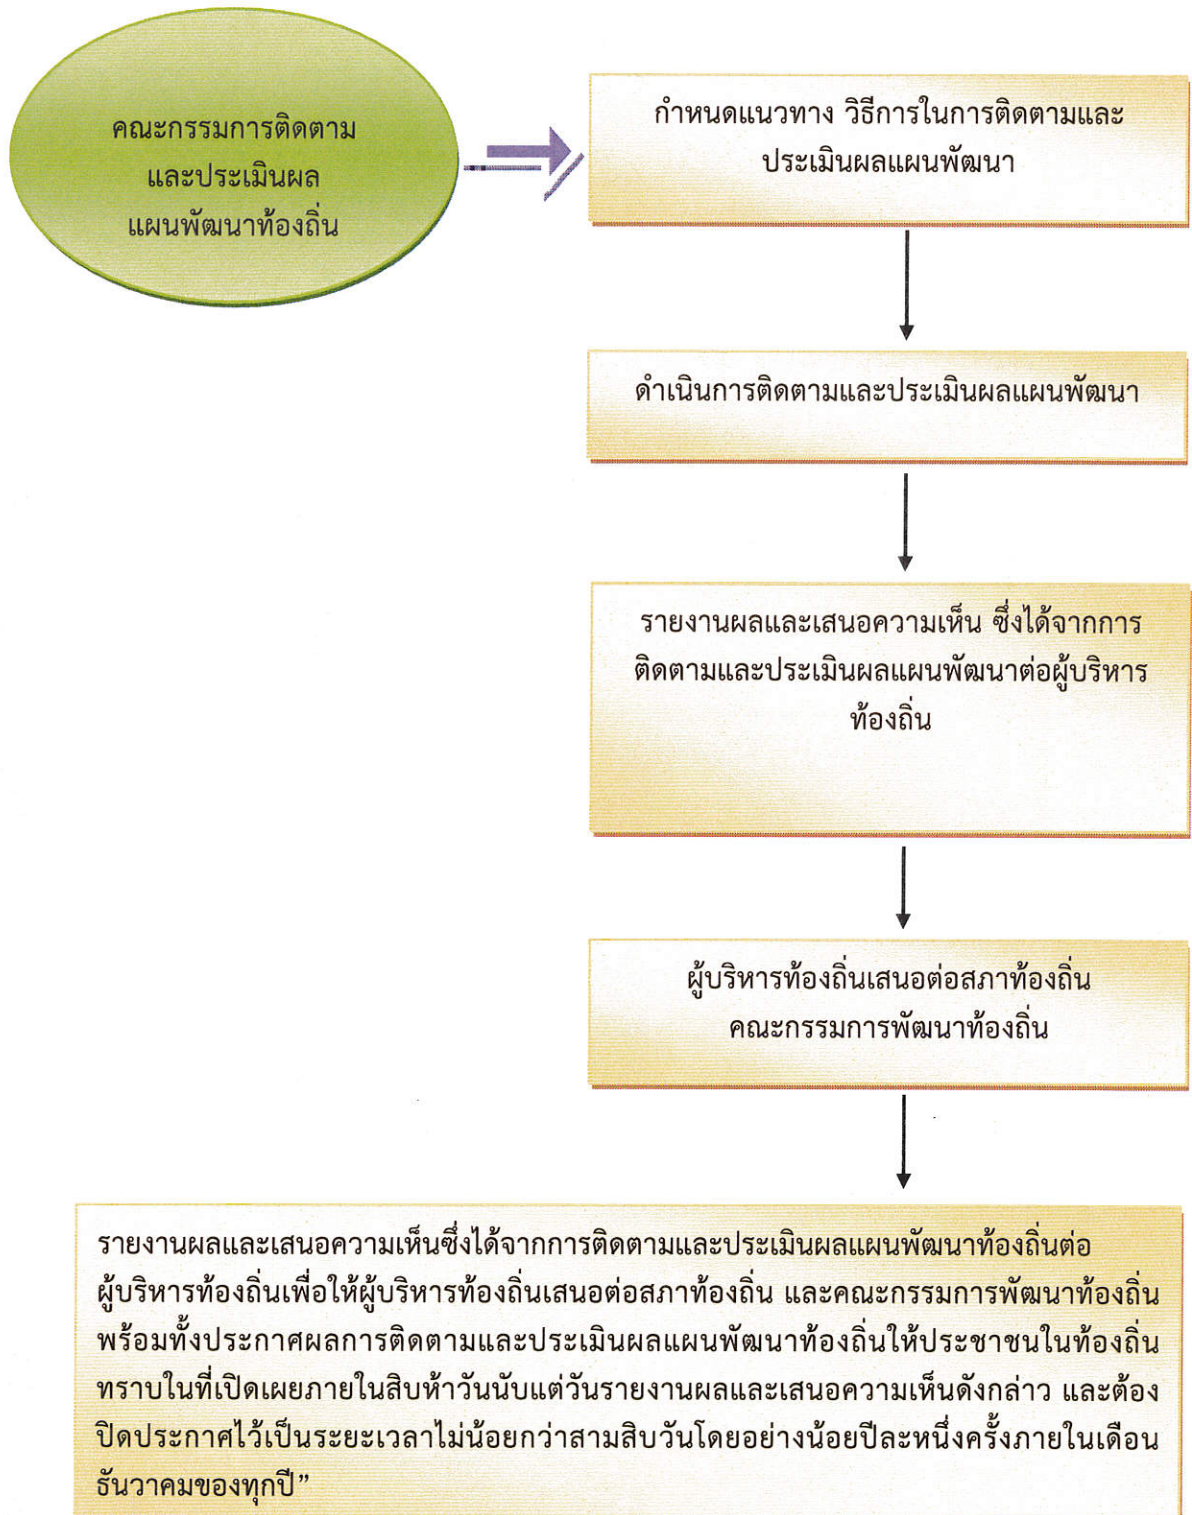 คณะกรรมการติดตาม
และประเมินผล
แผนพัฒนาท้องถิ่น
กำหนดแนวทาง วิธีการในการติดตามและ
ประเมินผลแผนพัฒนา
ดำเนินการติดตามและประเมินผลแผนพัฒนา
รายงานผลและเสนอความเห็น ซึ่งได้จากการ
ติดตามและประเมินผลแผนพัฒนาต่อผู้บริหาร
ท้องถิ่น
ผู้บริหารท้องถิ่นเสนอต่อสภาท้องถิ่น
คณะกรรมการพัฒนาท้องถิ่น
รายงานผลและเสนอความเห็นซึ่งได้จากการติดตามและประเมินผลแผนพัฒนาท้องถิ่นต่อ
ผู้บริหารท้องถิ่นเพื่อให้ผู้บริหารท้องถิ่นเสนอต่อสภาท้องถิ่น และคณะกรรมการพัฒนาท้องถิ่น
พร้อมทั้งประกาศผลการติดตามและประเมินผลแผนพัฒนาท้องถิ่นให้ประชาชนในท้องถิ่น
ทราบในที่เปิดเผยภายในสิบห้าวันนับแต่วันรายงานผลและเสนอความเห็นดังกล่าว และต้อง
ปิดประกาศไว้เป็นระยะเวลาไม่น้อยกว่าสามสิบวันโดยอย่างน้อยปีละหนึ่งครั้งภายในเดือน
ธันวาคมของทุกปี”